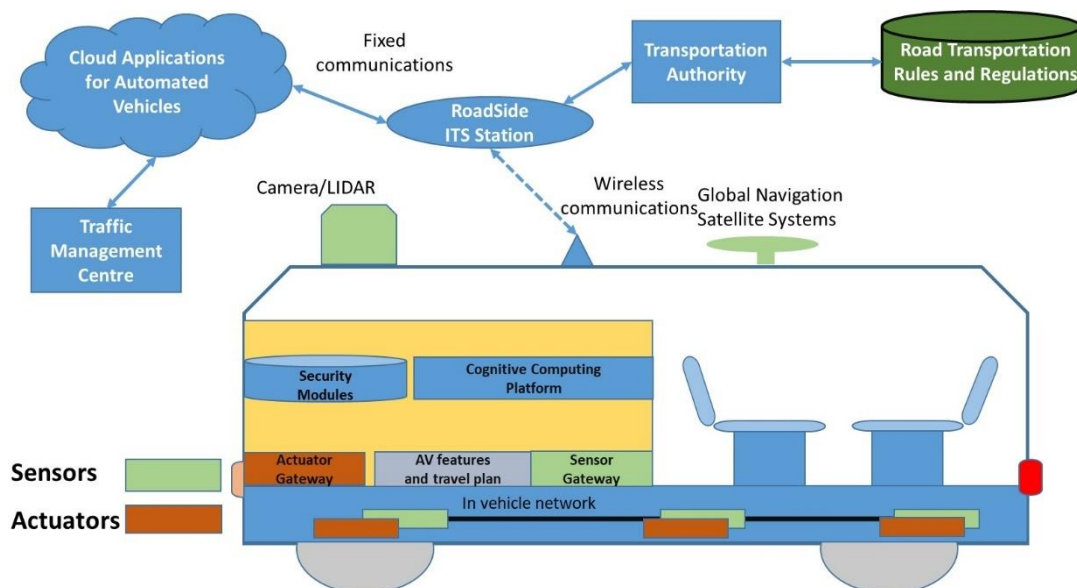 Cloud Applications
for Automated
Vehicles
Fixed
communications
Transportation
Authority
Road Transportation
Rules and Regulations
RoadSide
ITS Station
Traffic
Management
Centre
Camera/LIDAR
Wireless
communications
Global Navigation
Satellite Systems
Security
Modules
Cognitive Computing
Platform
Actuator
Gateway
AV features
and travel plan
Sensor
Gateway
In vehicle network
Sensors
Actuators